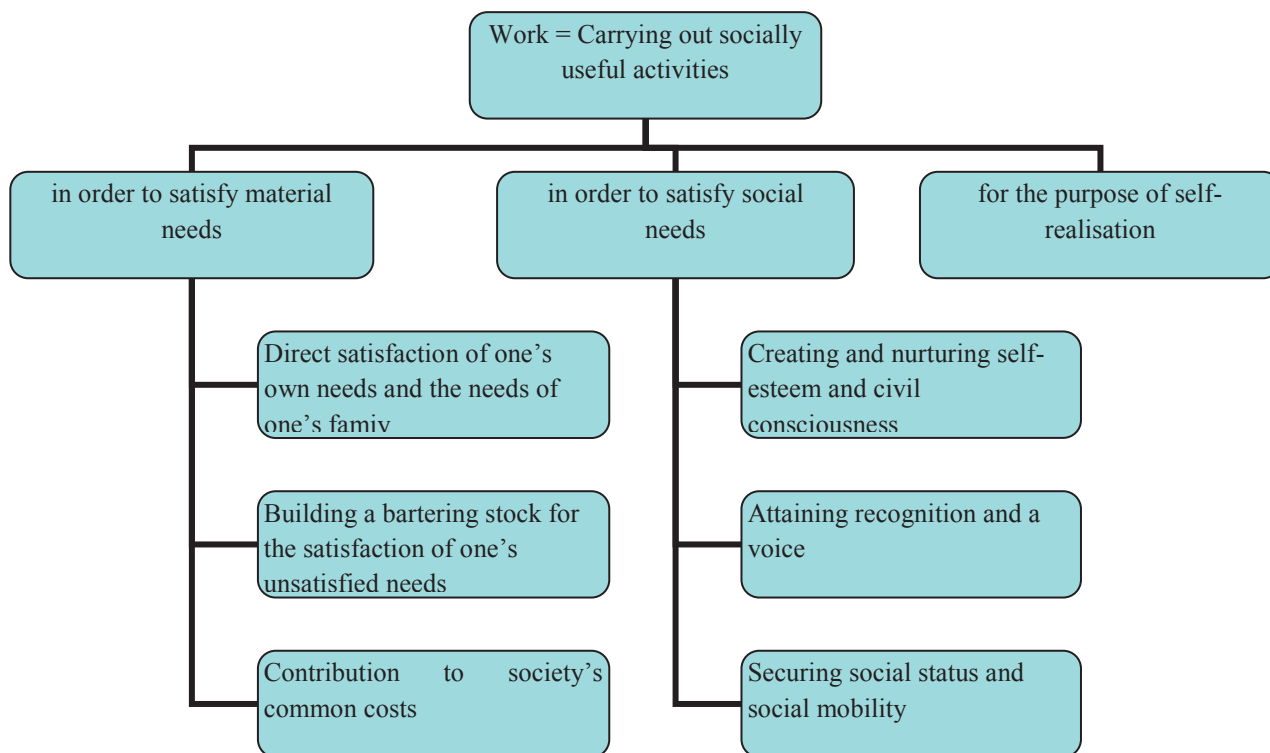 Work = Carrying out socially
useful activities
in order to satisfy material
needs
in order to satisfy social
needs
for the purpose of self-
realisation
Direct satisfaction of one’s
own needs and the needs of
one’s famiy
Building a bartering stock for
the satisfaction of one’s
unsatisfied needs
Contribution to society’s
common costs
Creating and nurturing self-
esteem and civil
consciousness
Attaining recognition and a
voice
Securing social status and
social mobility